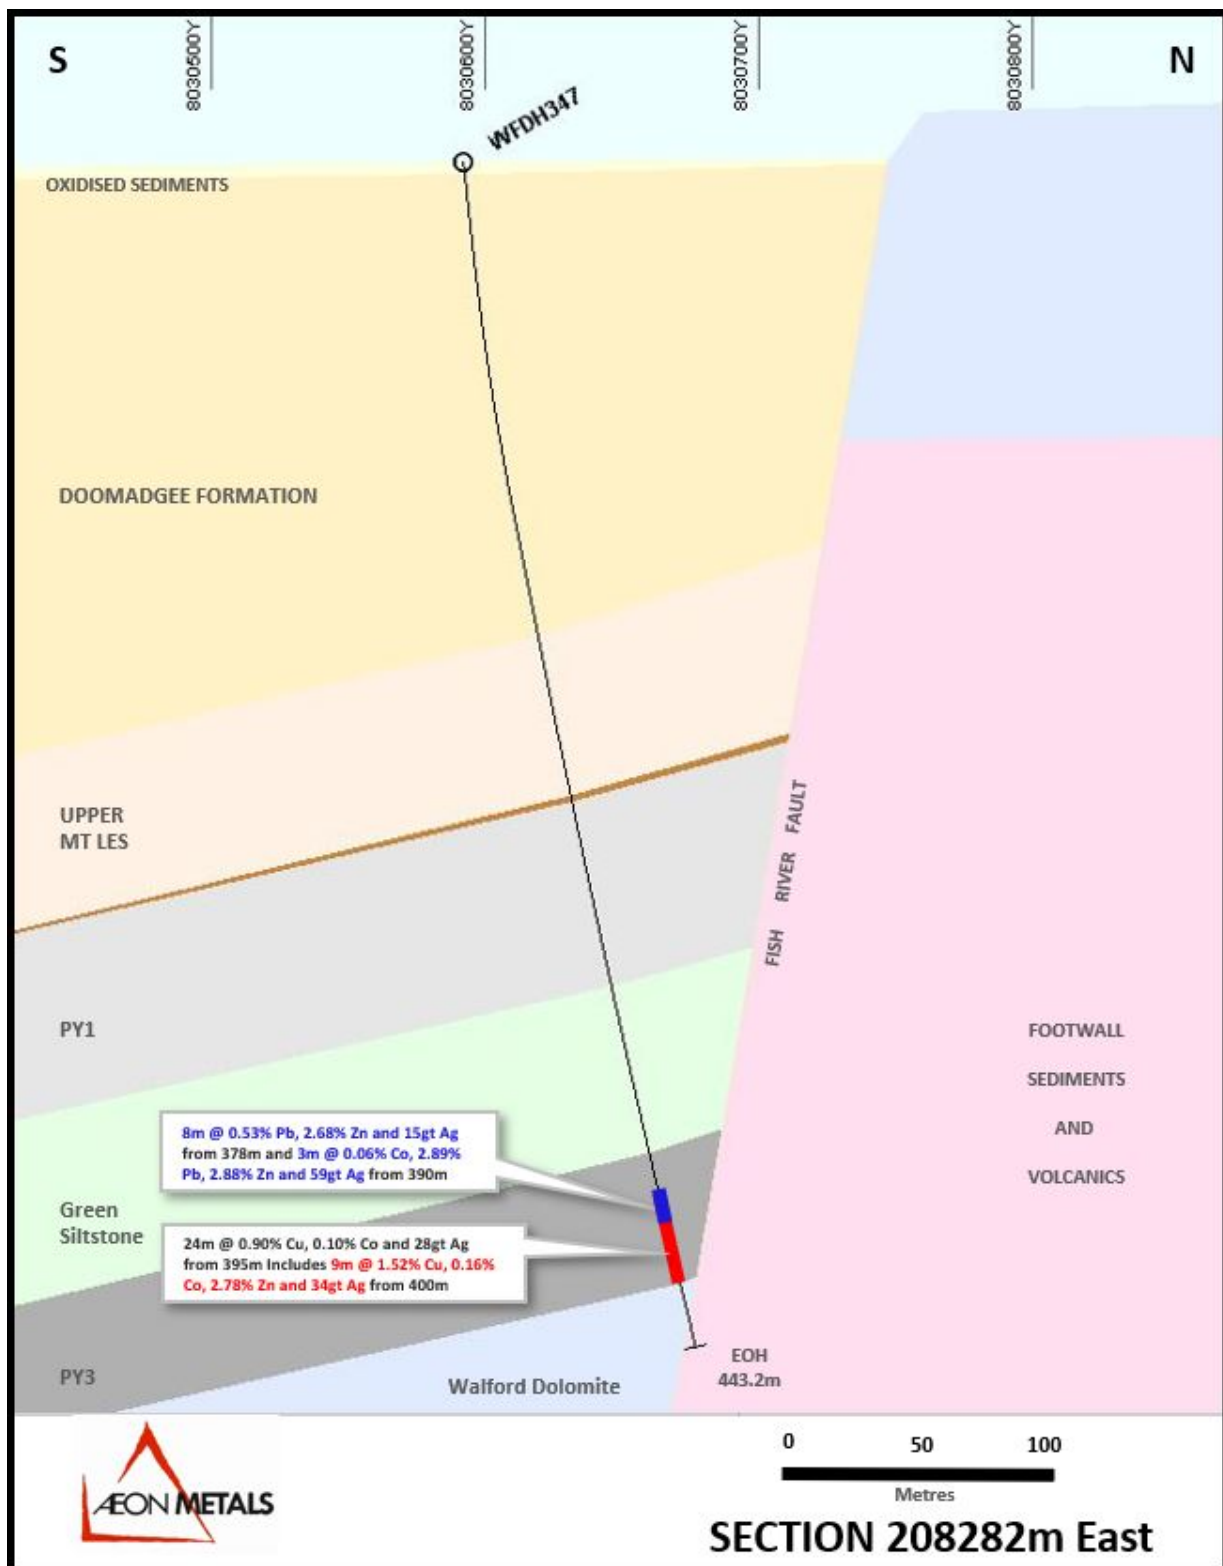 S
8030500Y
8030600Y
8030700Y
8030800Y
N
WFDH347
OXIDISED SEDIMENTS
DOOMADGEE FORMATION
UPPER
MT LES
FISH RIVER FAULT
PY1
FOOTWALL
SEDIMENTS
AND
VOLCANICS
8m @ 0.53% Pb, 2.68% Zn and 15gt Ag
from 378m and 3m @ 0.06% Co, 2.89%
Pb, 2.88% Zn and 59gt Ag from 390m
Green
Siltstone
24m @ 0.90% Cu, 0.10% Co and 28gt Ag
from 395m Includes 9m @ 1.52% Cu, 0.16%
Co, 2.78% Zn and 34gt Ag from 400m
PY3
Walford Dolomite
EOH
443.2m
ÆON METALS
0 50 100
Metres
SECTION 208282m East